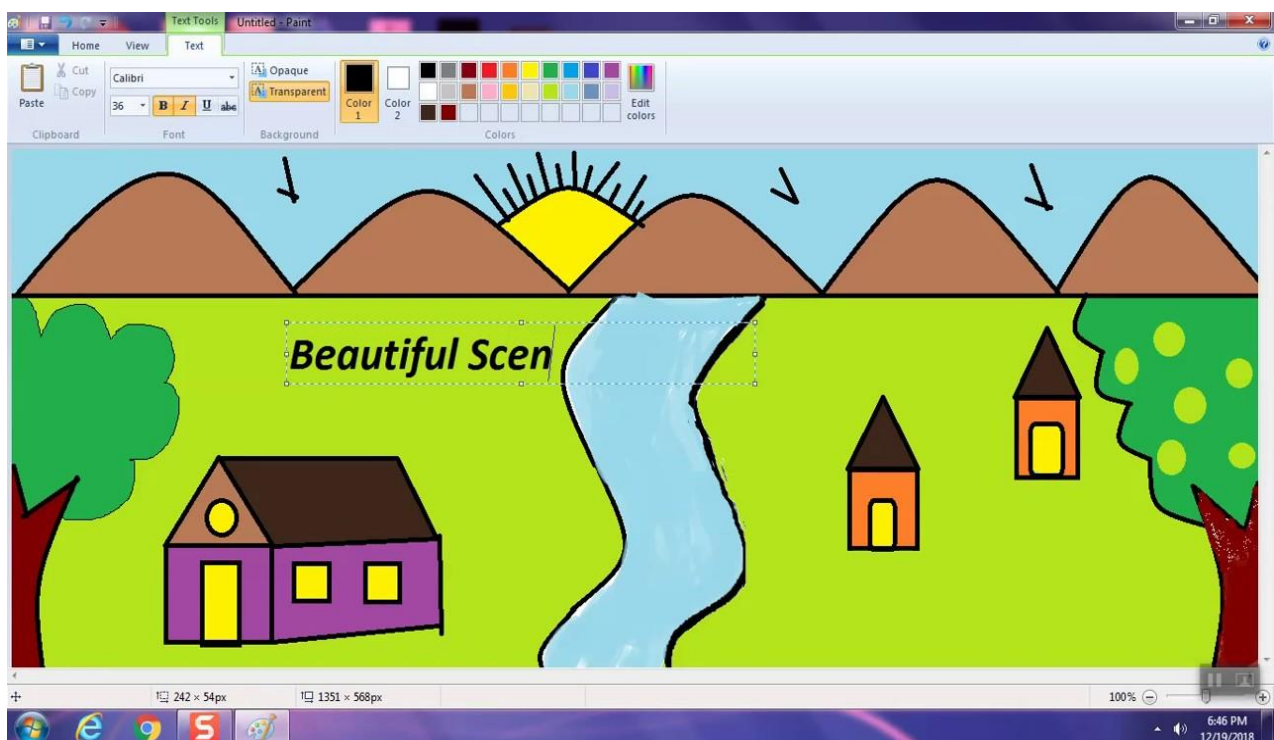 Text Tools
Untitled - Paint
Home View Text
Paste
Cut
Copy
Clipboard
Calibri
36 B I U abc
Font
Opaque
Transparent
Background
Color 1
Color 2
Edit colors
Colors
Beautiful Scen
242 × 54px
1351 × 568px
100%
6:46 PM
12/19/2018